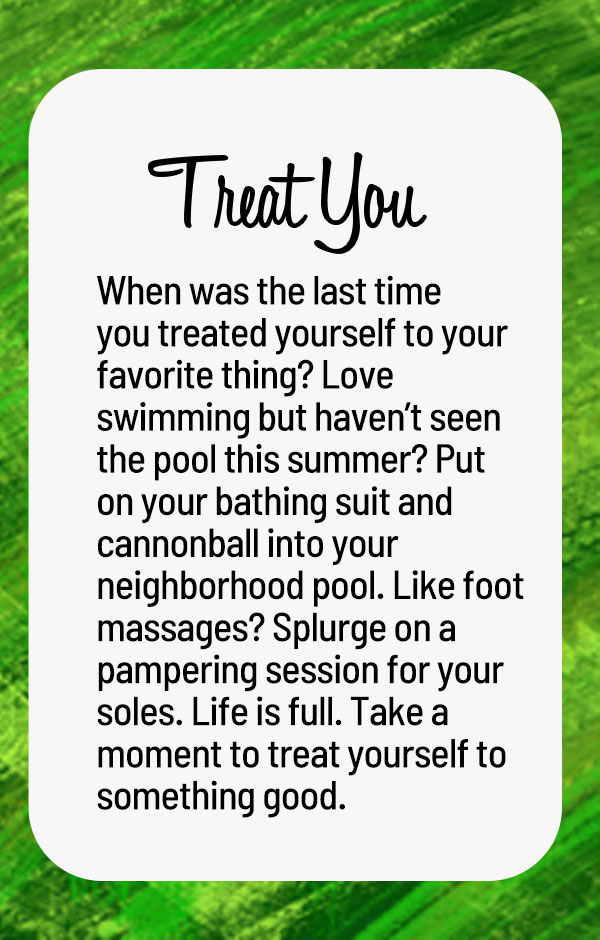 Treat You
When was the last time
you treated yourself to your
favorite thing? Love
swimming but haven’t seen
the pool this summer? Put
on your bathing suit and
cannonball into your
neighborhood pool. Like foot
massages? Splurge on a
pampering session for your
soles. Life is full. Take a
moment to treat yourself to
something good.